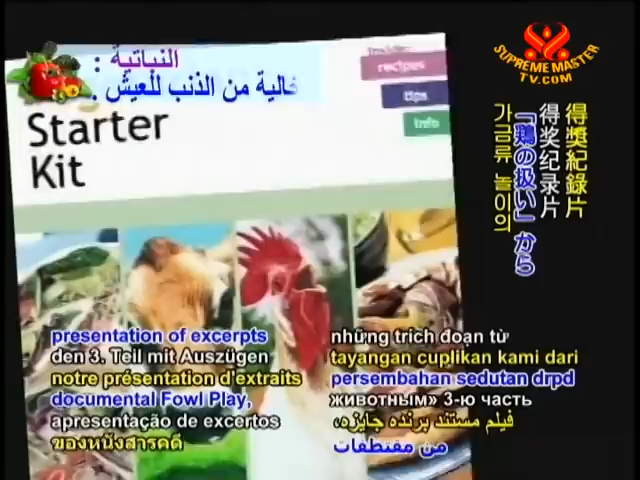 النباتية :
خالية من الذنب للعيش .
SUPREME MASTER
TV.COM
Starter
Kit
recipes
tips
info
得獎紀錄片
得奖纪录片
「鶏の扱い」から
가금류 놀이의
presentation of excerpts
den 3. Teil mit Auszügen
notre présentation d'extraits
documental Fowl Play,
apresentação de excertos
ของหนังสารคดี
những trích đoạn từ
tayangan cuplikan kami dari
persembahan sedutan drpd
животным» 3-ю часть
فیلم مستند برنده جایزه،
من مقتطفات